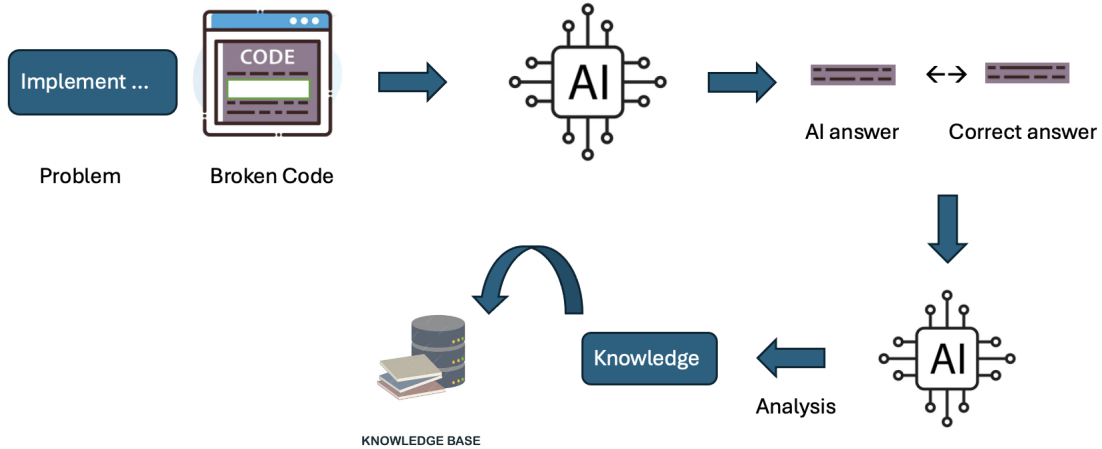 Implement ...
CODE
AI
AI answer
Correct answer
Problem
Broken Code
AI
Knowledge
Analysis
KNOWLEDGE BASE